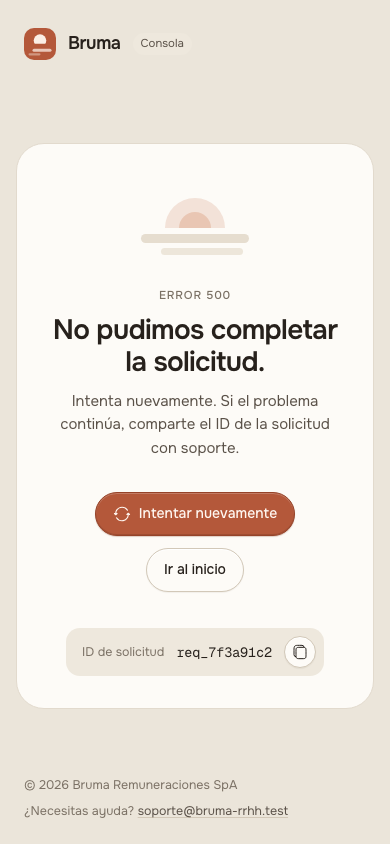 Bruma Consola
ERROR 500
No pudimos completar
la solicitud.
Intenta nuevamente. Si el problema
continúa, comparte el ID de la solicitud
con soporte.
Intentar nuevamente
Ir al inicio
ID de solicitud req_7f3a91c2
© 2026 Bruma Remuneraciones SpA
¿Necesitas ayuda? soporte@bruma-rrhh.test